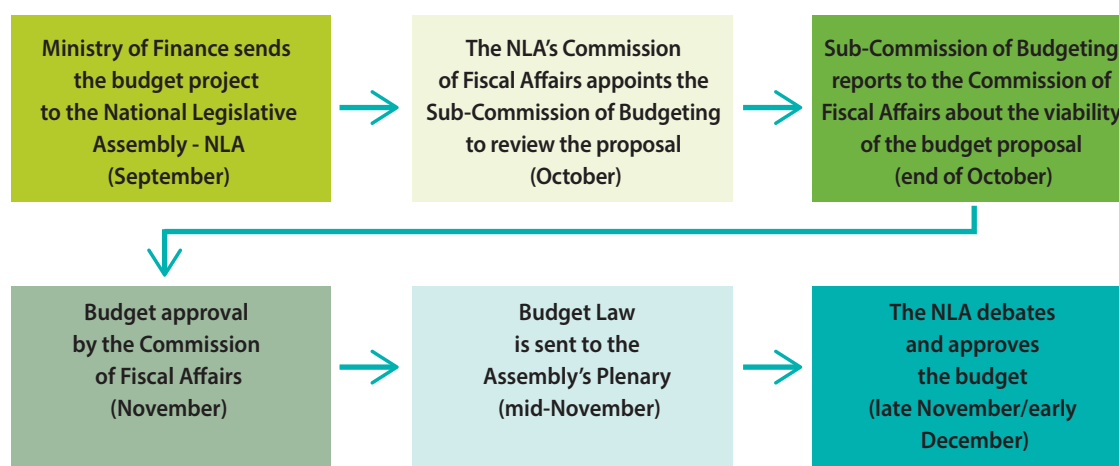 Ministry of Finance sends
the budget project
to the National Legislative
Assembly - NLA
(September)
The NLA's Commission
of Fiscal Affairs appoints the
Sub-Commission of Budgeting
to review the proposal
(October)
Sub-Commission of Budgeting
reports to the Commission of
Fiscal Affairs about the viability
of the budget proposal
(end of October)
Budget approval
by the Commission
of Fiscal Affairs
(November)
Budget Law
is sent to the
Assembly's Plenary
(mid-November)
The NLA debates
and approves
the budget
(late November/early
December)